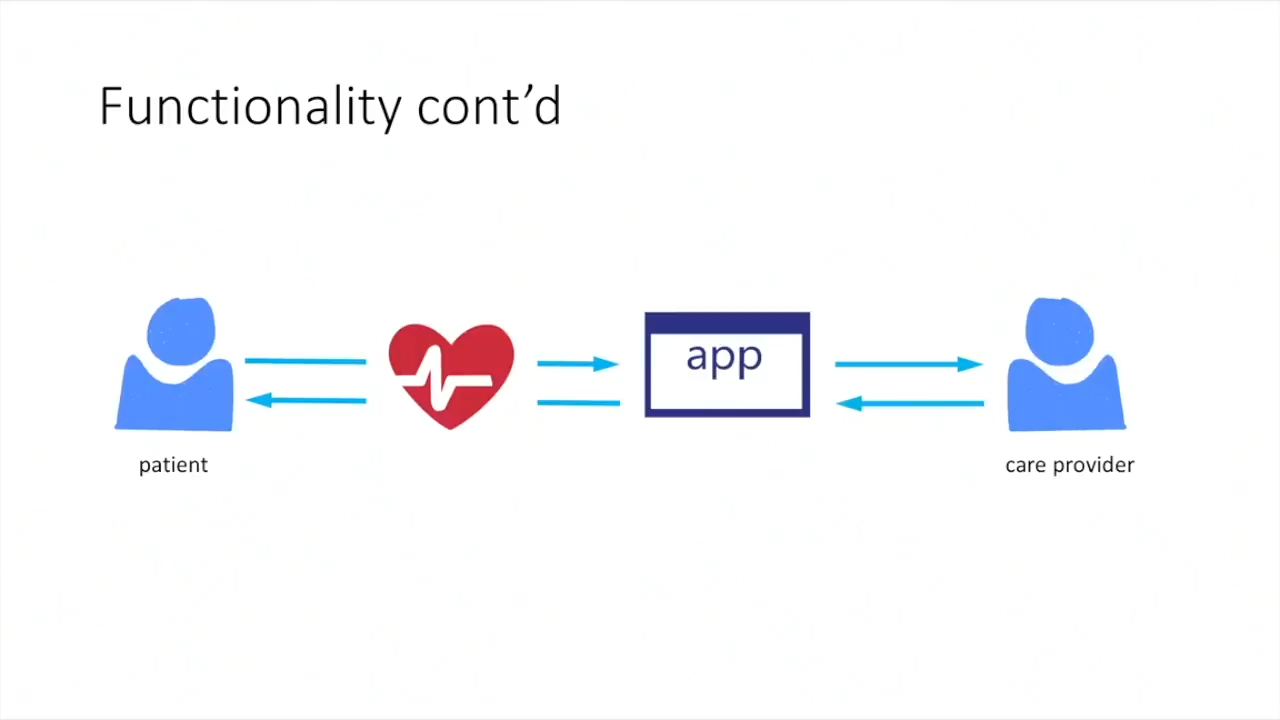 Functionality cont’d
app
patient
care provider